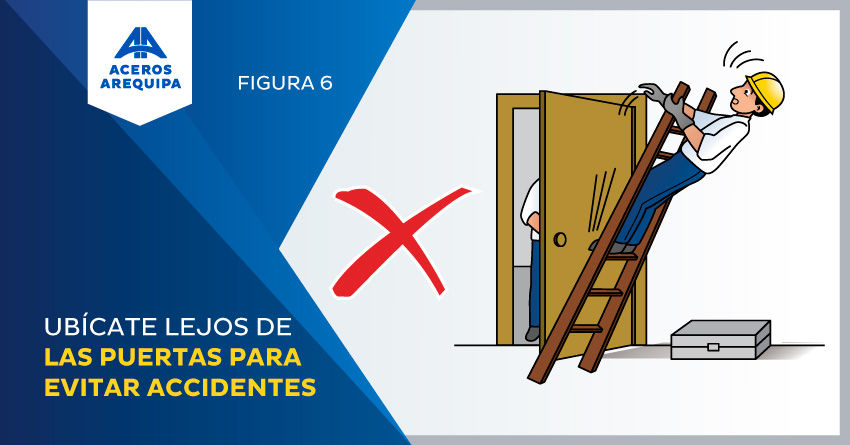 ACEROS
AREQUIPA
FIGURA 6
UBÍCATE LEJOS DE
LAS PUERTAS PARA
EVITAR ACCIDENTES